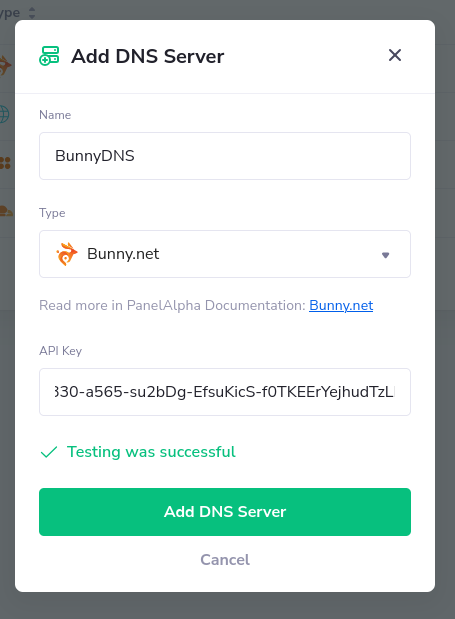 ype
Add DNS Server
Name
BunnyDNS
Type
Bunny.net
Read more in PanelAlpha Documentation: Bunny.net
API Key
330-a565-su2bDg-EfsuKicS-f0TKEErYejhudTzL
Testing was successful
Add DNS Server
Cancel